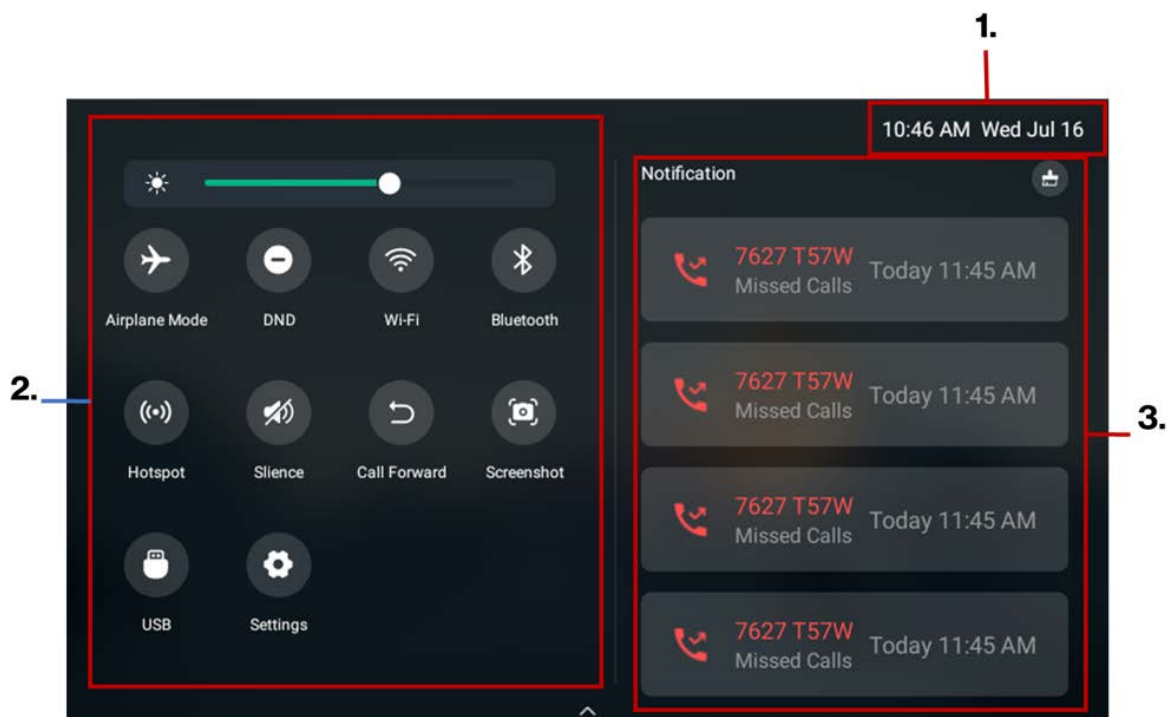 1.
10:46 AM Wed Jul 16
2.
Airplane Mode DND Wi-Fi Bluetooth
Hotspot Slience Call Forward Screenshot
USB Settings
3.
Notification
7627 T57W
Missed Calls
Today 11:45 AM
7627 T57W
Missed Calls
Today 11:45 AM
7627 T57W
Missed Calls
Today 11:45 AM
7627 T57W
Missed Calls
Today 11:45 AM